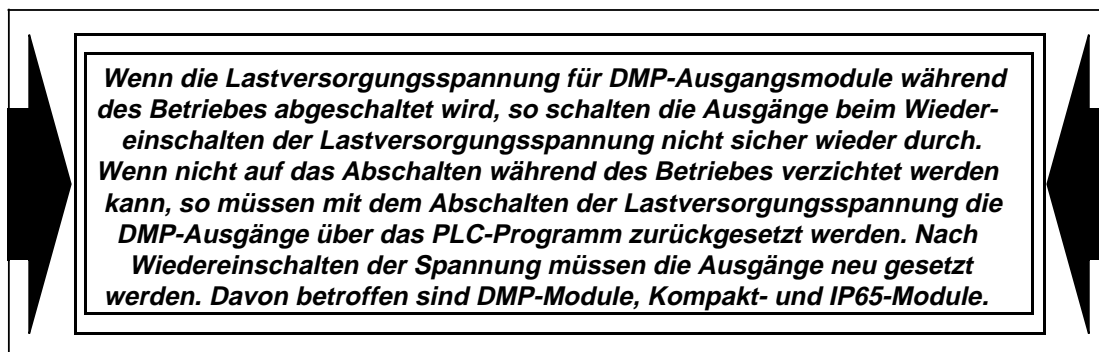 Wenn die Lastversorgungsspannung für DMP-Ausgangsmodule während
des Betriebes abgeschaltet wird, so schalten die Ausgänge beim Wieder-
einschalten der Lastversorgungsspannung nicht sicher wieder durch.
Wenn nicht auf das Abschalten während des Betriebes verzichtet werden
kann, so müssen mit dem Abschalten der Lastversorgungsspannung die
DMP-Ausgänge über das PLC-Programm zurückgesetzt werden. Nach
Wiedereinschalten der Spannung müssen die Ausgänge neu gesetzt
werden. Davon betroffen sind DMP-Module, Kompakt- und IP65-Module.